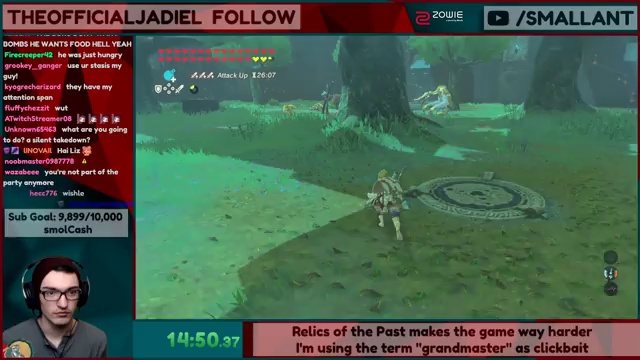 THEOFFICIALJADIEL FOLLOW
ZOWIE
/SMALLANT
BOMBS HE WANTS FOOD HELL YEAH
Firecreeper42 he was just hungry
grookey_ganger use ur stasis my
guy!
kyogrecharizard they have my
attention span
fluffychezzit wut
ATwitchStreamer08
Unknown65463 what are you going
to do? a silent takedown?
LINOVA11 Hai Liz
noobmaster0987778
wazabeee you're not part of the
party anymore
hecc776 wishie
Attack Up 26:07
Sub Goal: 9,899/10,000
smolCash
14:50.37
Relics of the Past makes the game way harder
I'm using the term "grandmaster" as clickbait